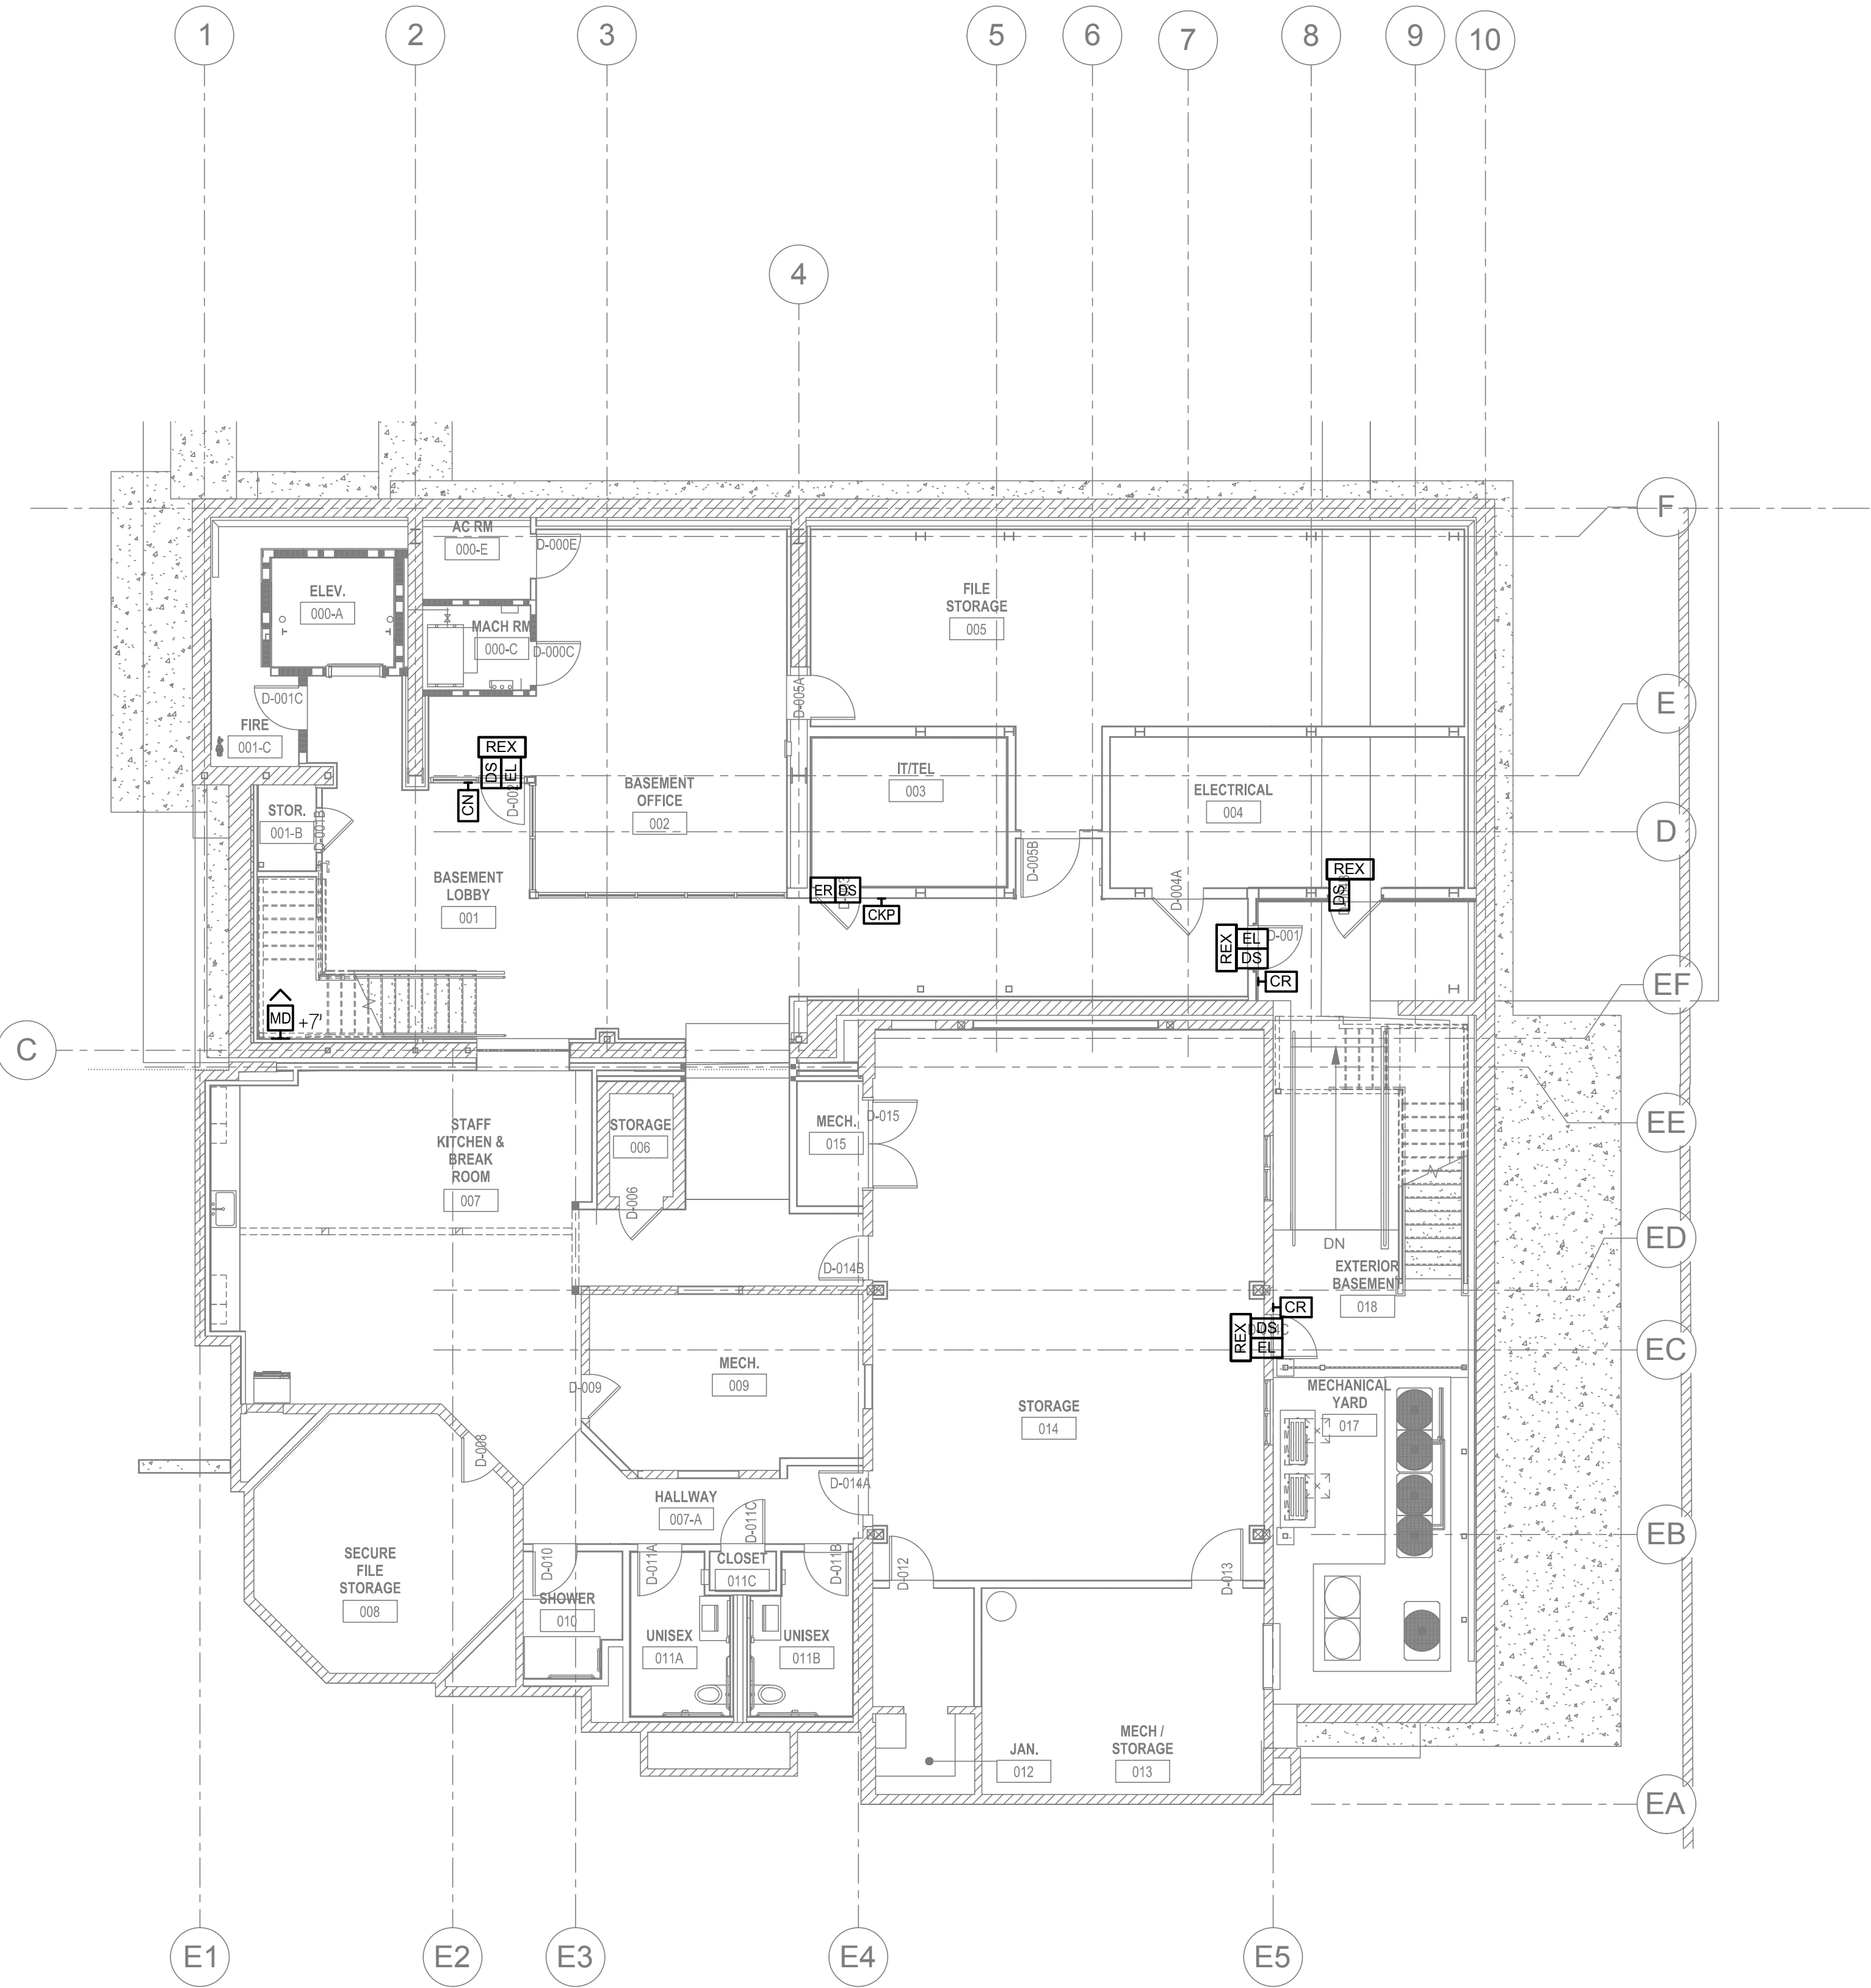 1
2
3
5
6
7
8
9
10
4
F
AC RM
000-E
D-000E
ELEV.
000-A
FILE
STORAGE
005
MACH RM
000-C
D-000C
D-001C
D-005A
E
FIRE
001-C
REX
DS
EL
CN
D-002
BASEMENT
OFFICE
002
IT/TEL
003
ELECTRICAL
004
STOR.
001-B
D-001B
D
D-005B
BASEMENT
LOBBY
001
ER
DS
CKP
D-004A
REX
DS
REX
EL
DS
D-001
CR
EF
MD
+7'
C
STAFF
KITCHEN &
BREAK
ROOM
007
STORAGE
006
MECH.
015
D-015
EE
D-006
DN
ED
D-014B
EXTERIOR
BASEMENT
018
CR
REX
DS
EL
EC
MECH.
009
D-009
MECHANICAL
YARD
017
STORAGE
014
D-008
D-014A
HALLWAY
007-A
D-011C
EB
SECURE
FILE
STORAGE
008
D-010
D-011A
CLOSET
011C
D-011B
D-012
D-013
SHOWER
010
UNISEX
011A
UNISEX
011B
JAN.
012
MECH /
STORAGE
013
EA
E1
E2
E3
E4
E5